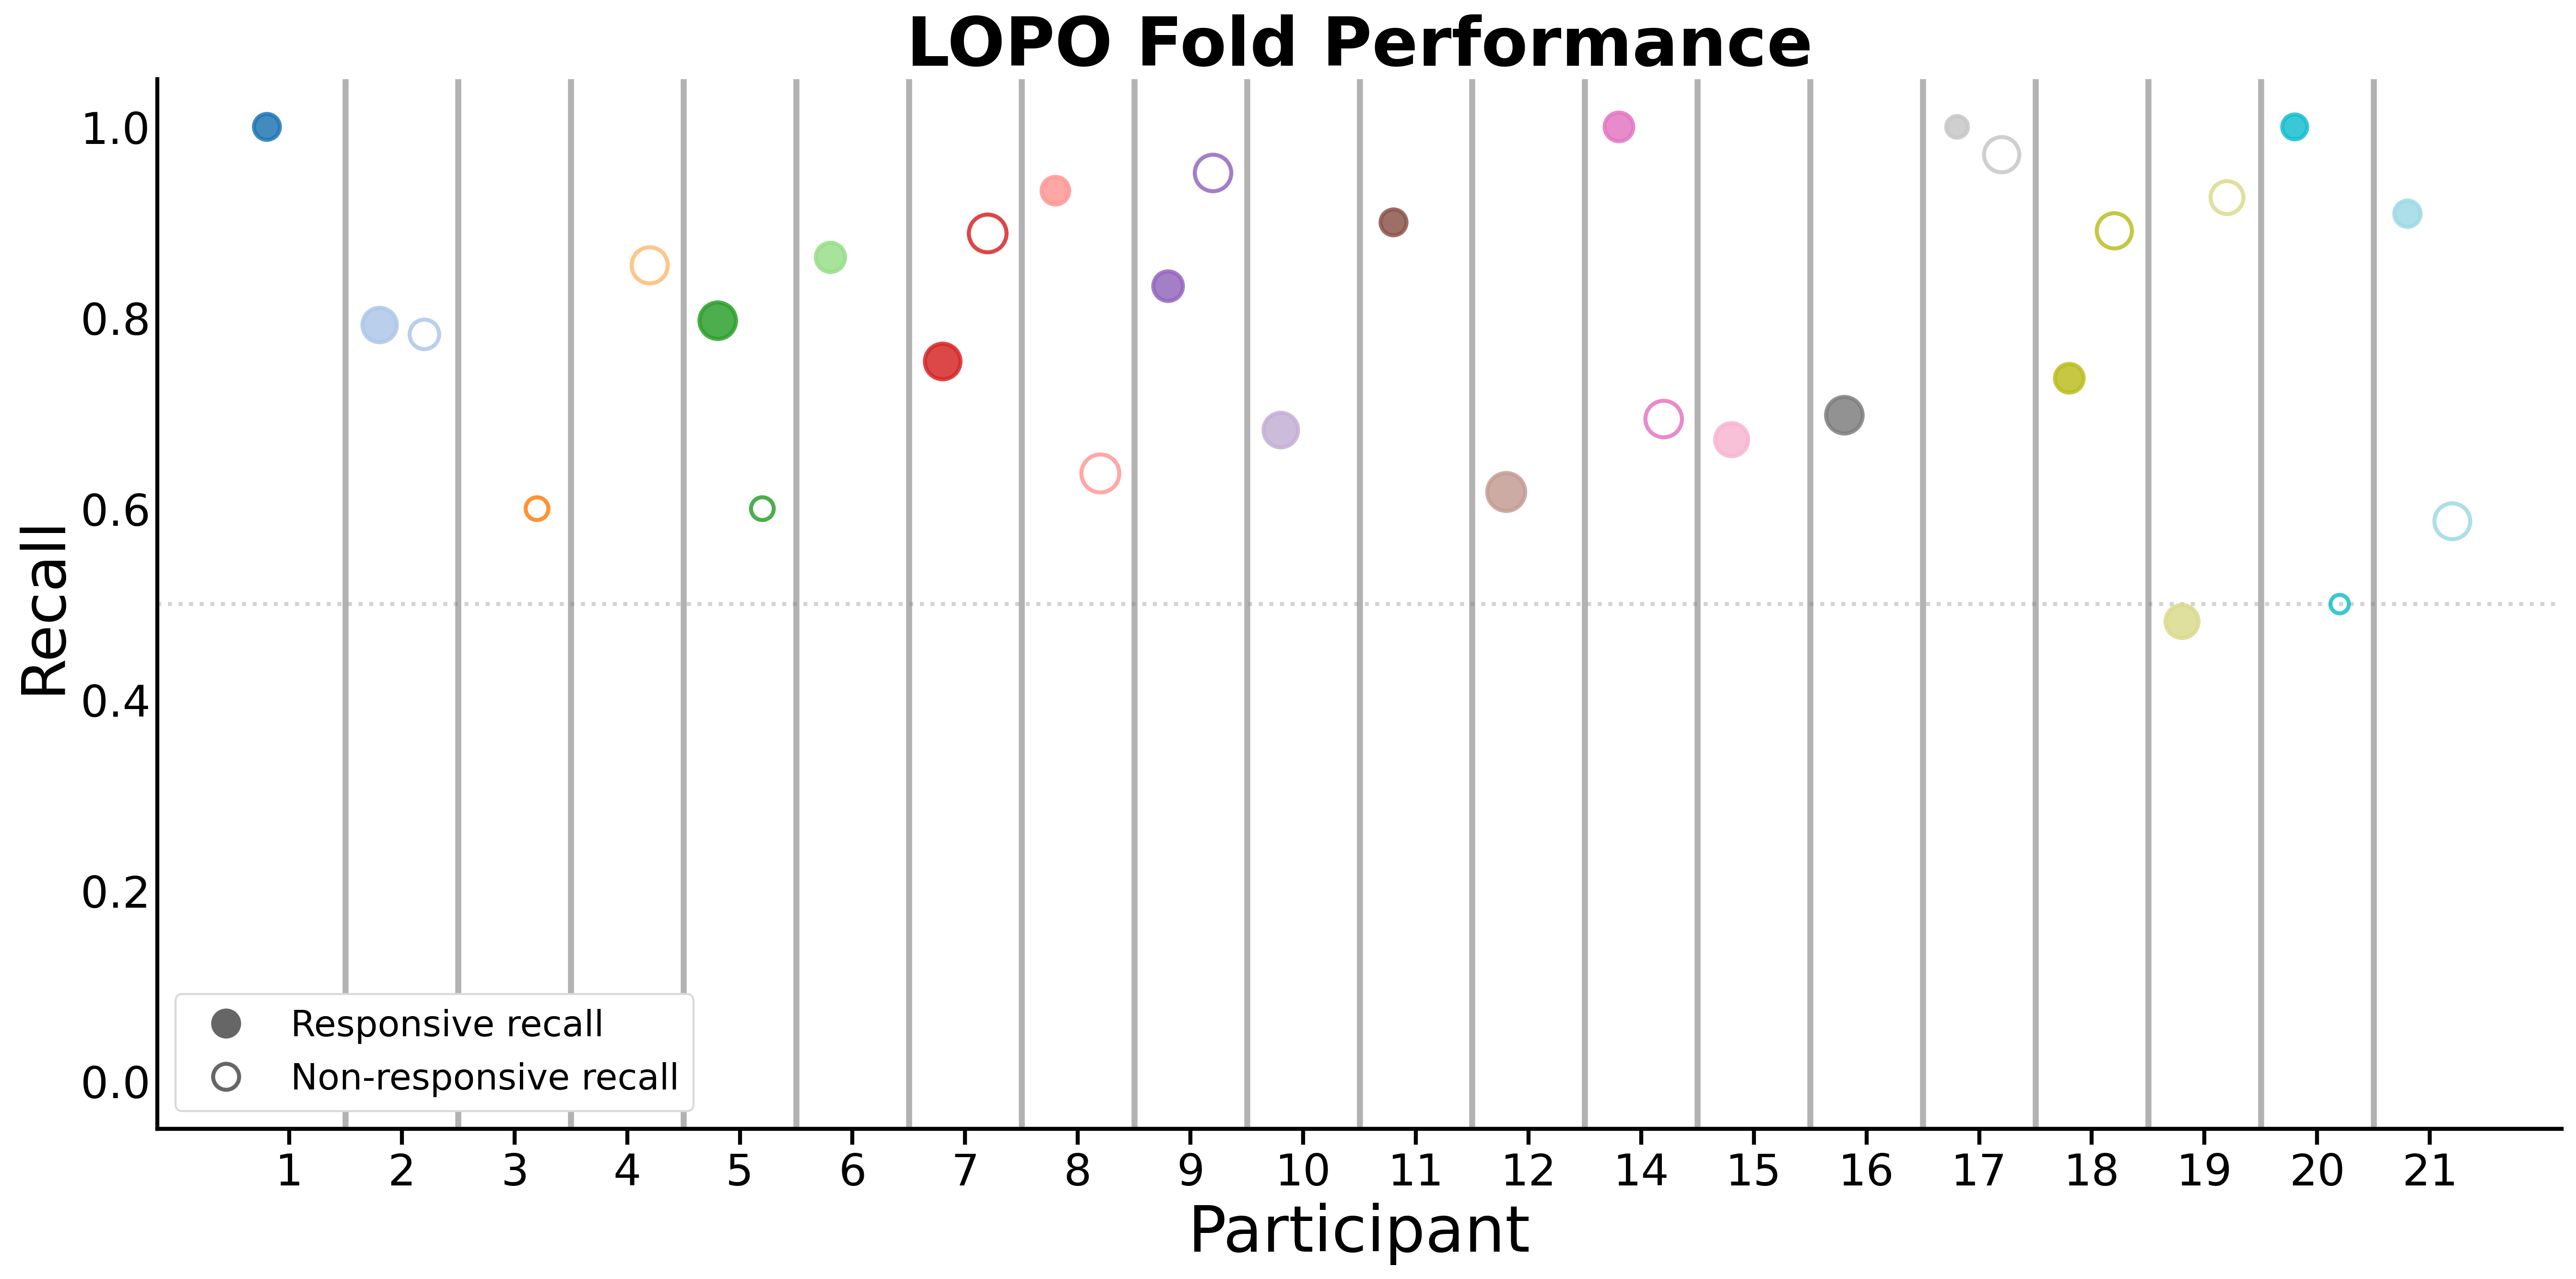 LOPO Fold Performance
Recall
1.0
0.8
0.6
0.4
0.2
0.0
Responsive recall
Non-responsive recall
1 2 3 4 5 6 7 8 9 10 11 12 14 15 16 17 18 19 20 21
Participant